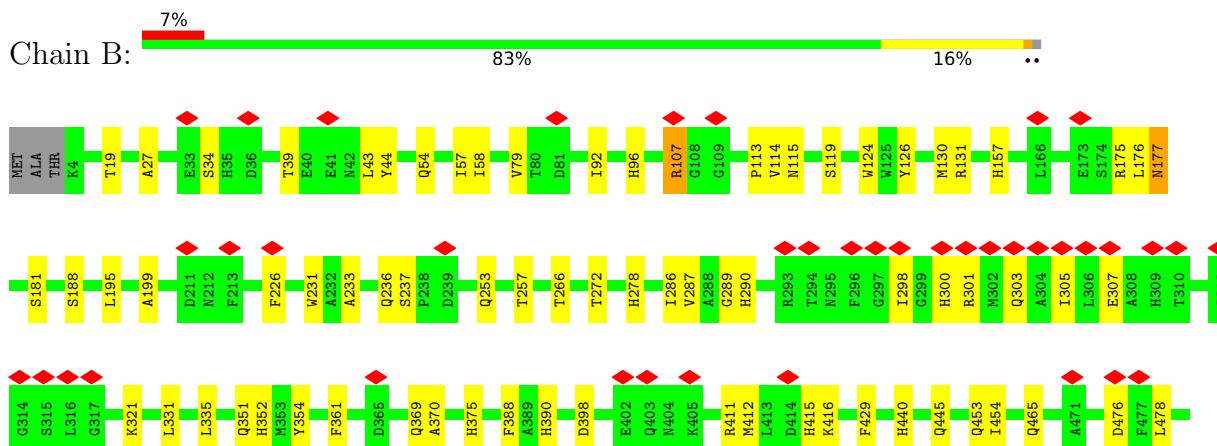 7%
Chain B:
83% 16% ••
MET ALA THR K4 T19 A27 E33 S34 H35 D36 T39 E40 E41 N42 L43 Y44 Q54 I57 I58 V79 T80 D81 I92 H96 R107 G108 G109 P113 V114 N115 S119 W124 W125 Y126 M130 R131 H157 L166 E173 S174 R175 L176 N177
S181 S188 L195 A199 D211 N212 F213 F226 W231 A232 A233 Q236 S237 P238 D239 Q253 T257 T266 T272 H278 I286 V287 A288 G289 H290 R293 T294 N295 F296 G297 I298 G299 H300 R301 M302 Q303 A304 I305 L306 E307 A308 H309 T310
G314 S315 L316 G317 K321 L331 L335 Q351 H352 M353 Y354 F361 D365 Q369 A370 H375 F388 A389 H390 D398 E402 Q403 N404 K405 R411 M412 L413 D414 H415 K416 F429 H440 Q445 Q453 I454 Q465 A471 D476 F477 L478